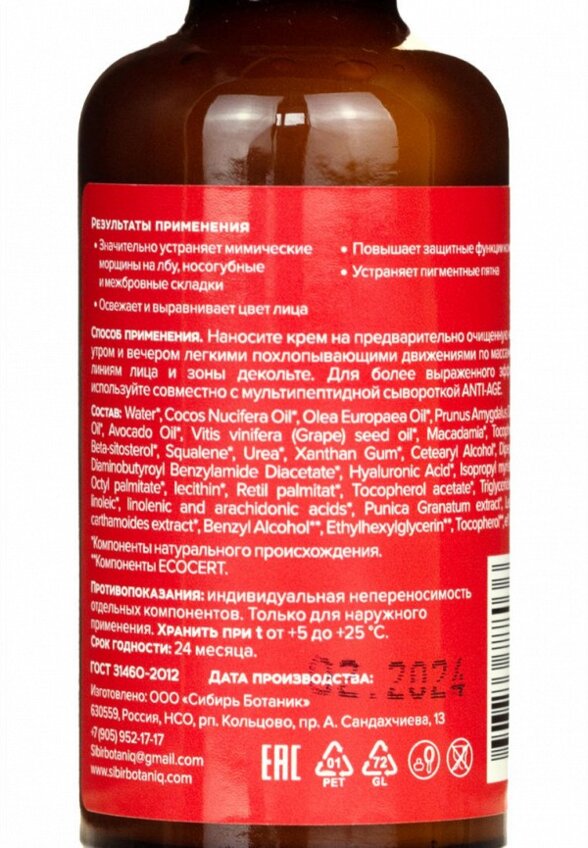 Результаты применения
• Значительно устраняет мимические
морщины на лбу, носогубные
и межбровные складки
• Освежает и выравнивает цвет лица
• Повышает защитные функции
• Устраняет пигментные пятна
Способ применения. Наносите крем на предварительно очищенную
утром и вечером легкими похлопывающими движениями по
линиям лица и зоны декольте. Для более выраженного
используйте совместно с мультипептидной сывороткой ANTI-AGE.
Состав: Water*, Cocos Nucifera Oil*, Olea Europaea Oil*, Prunus Amygdalus
Oil*, Avocado Oil*, Vitis vinifera (Grape) seed oil*, Macadamia*,
Beta-sitosterol*, Squalene*, Urea*, Xanthan Gum*, Cetearyl Alcohol*,
Diaminobutyroyl Benzylamide Diacetate*, Hyaluronic Acid*, Isopropyl
Octyl palmitate*, lecithin*, Retil palmitat*, Tocopherol acetate*,
linoleic*, linolenic and arachidonic acids*, Punica Granatum extract*,
carthamoides extract*, Benzyl Alcohol**, Ethylhexylglycerin**, Tocopherol**,
*Компоненты натурального происхождения.
**Компоненты ECOCERT.
Противопоказания: индивидуальная непереносимость
отдельных компонентов. Только для наружного
применения. Хранить при t от +5 до +25 °C.
Срок годности: 24 месяца.
ГОСТ 31460-2012 Дата производства: 02.2024
Изготовлено: ООО «Сибирь Ботаник»
630559, Россия, НСО, рп. Кольцово, пр. А. Сандахчиева, 13
+7 (905) 952-17-17
Sibirbotaniq@gmail.com
www.sibirbotaniq.com
EAC
01
PET
72
GL